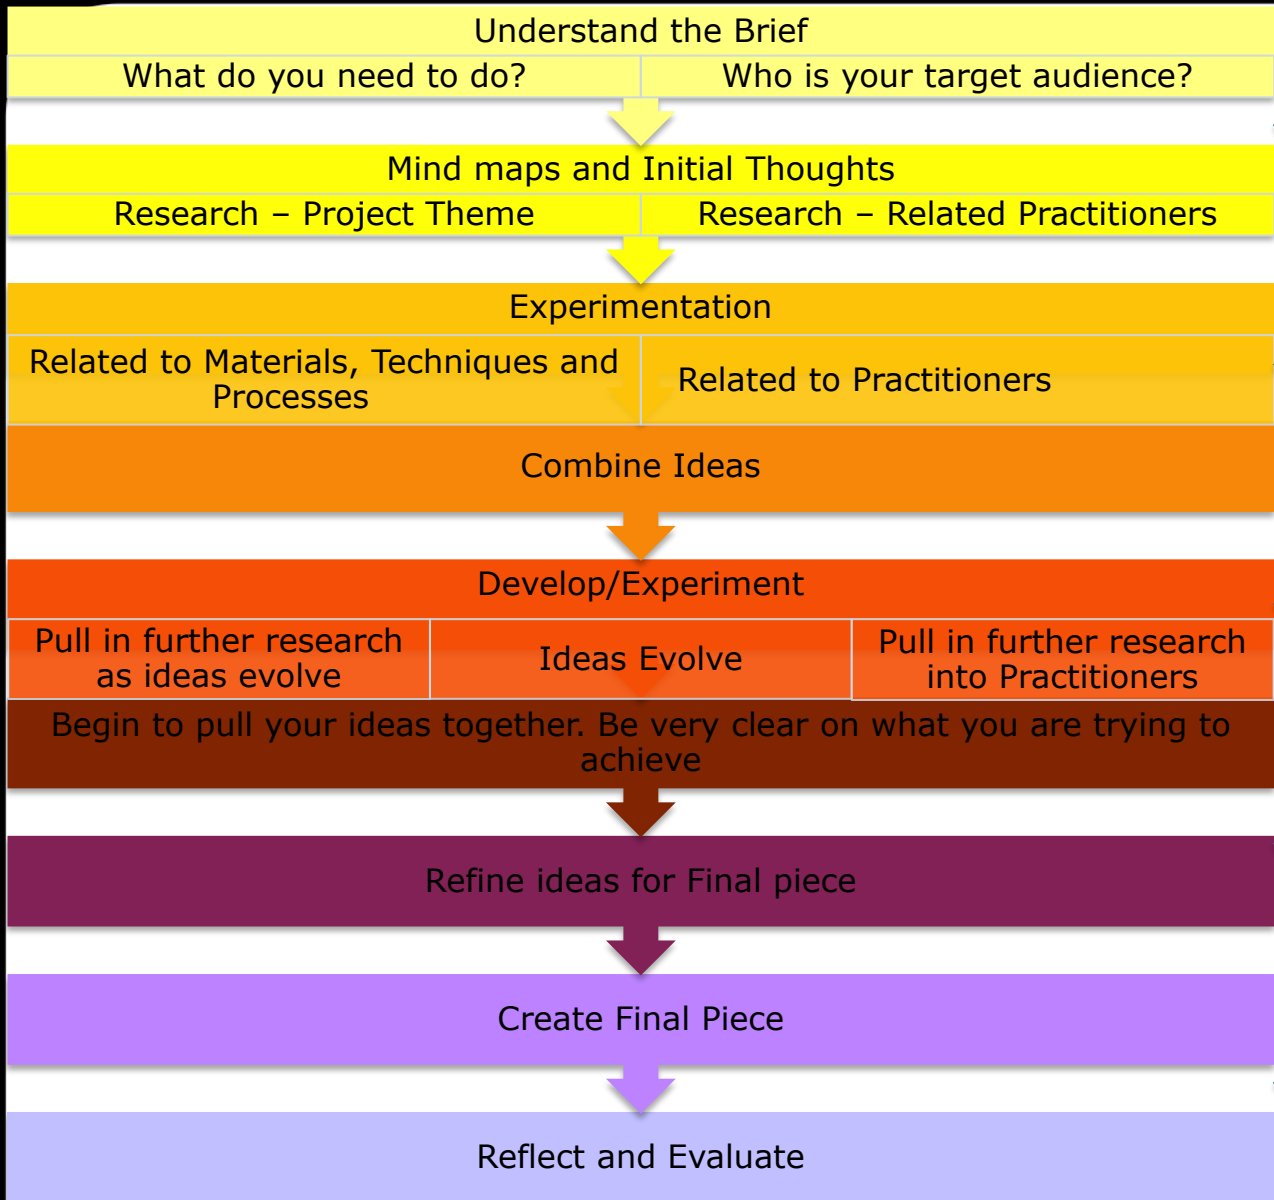 Understand the Brief
What do you need to do?
Who is your target audience?
Mind maps and Initial Thoughts
Research – Project Theme
Research – Related Practitioners
Experimentation
Related to Materials, Techniques and
Processes
Related to Practitioners
Combine Ideas
Develop/Experiment
Pull in further research
as ideas evolve
Ideas Evolve
Pull in further research
into Practitioners
Begin to pull your ideas together. Be very clear on what you are trying to
achieve
Refine ideas for Final piece
Create Final Piece
Reflect and Evaluate